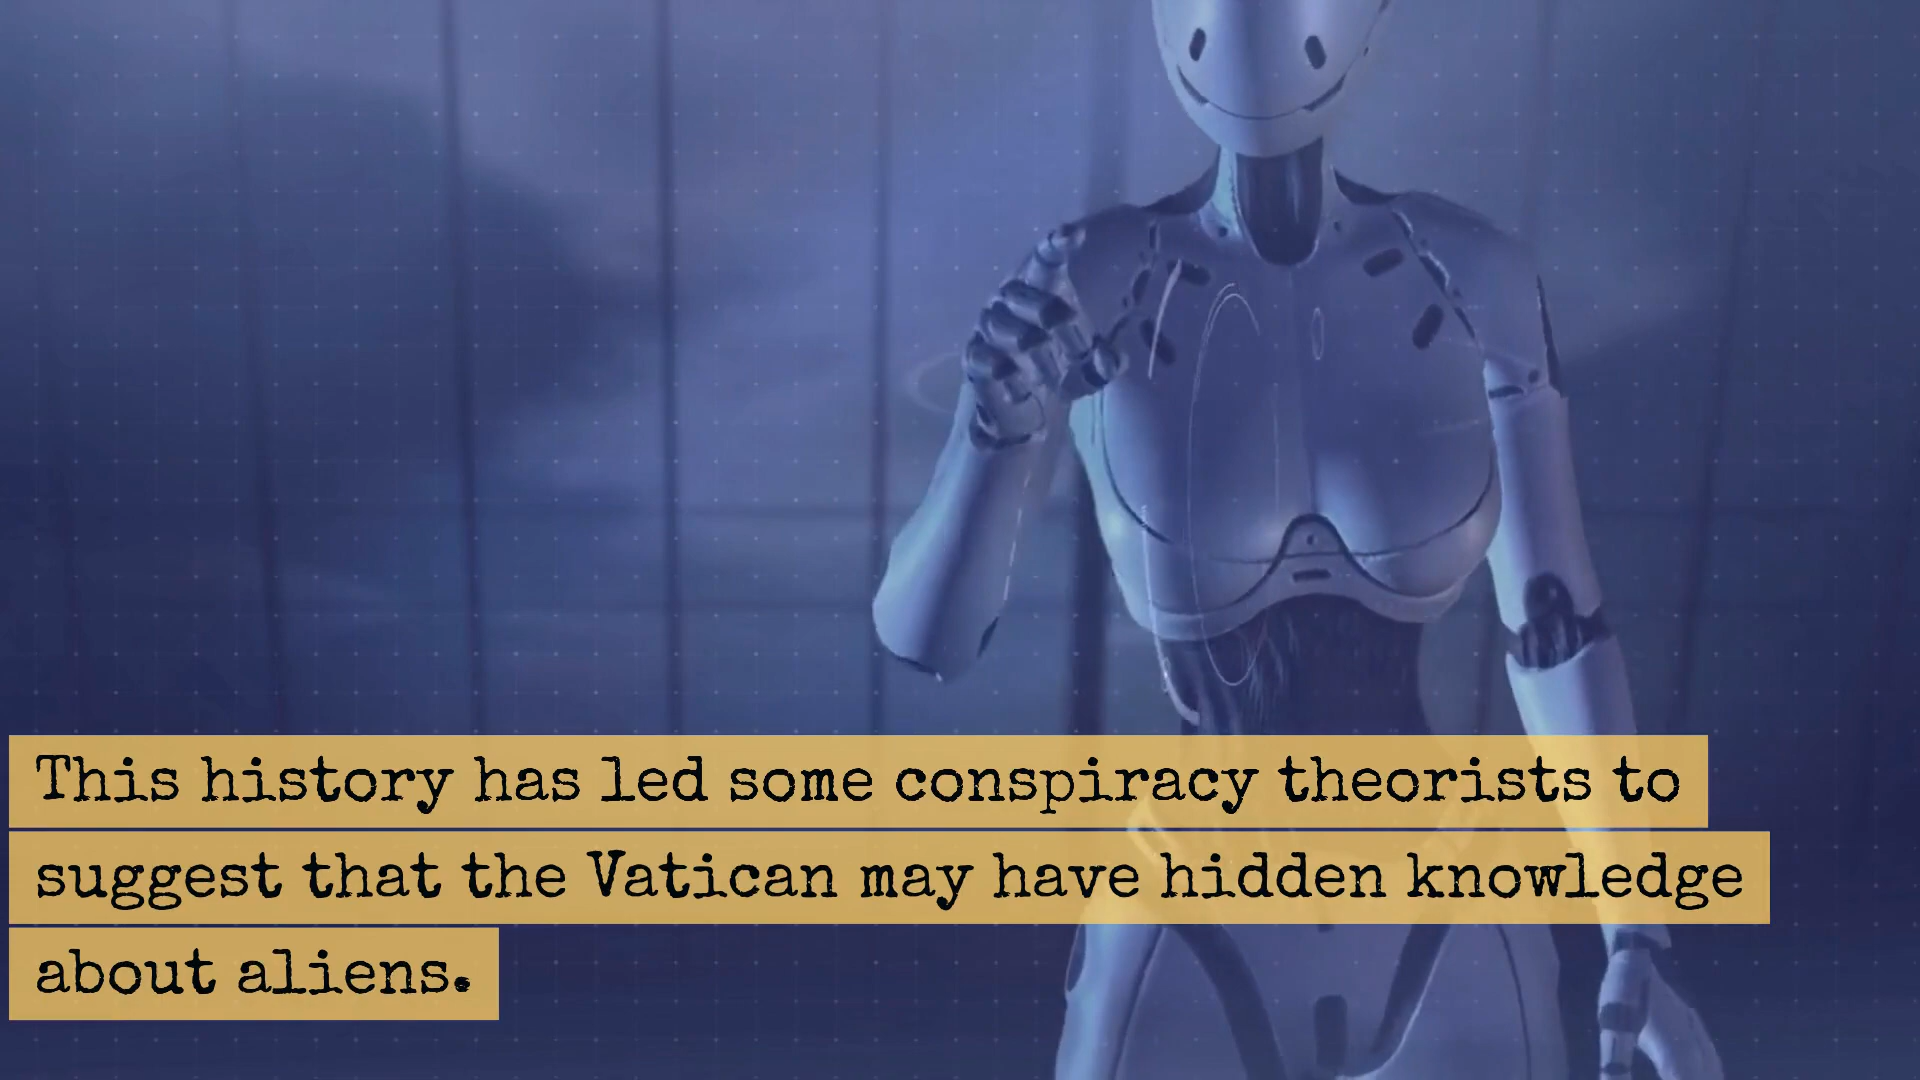 This history has led some conspiracy theorists to
suggest that the Vatican may have hidden knowledge
about aliens.